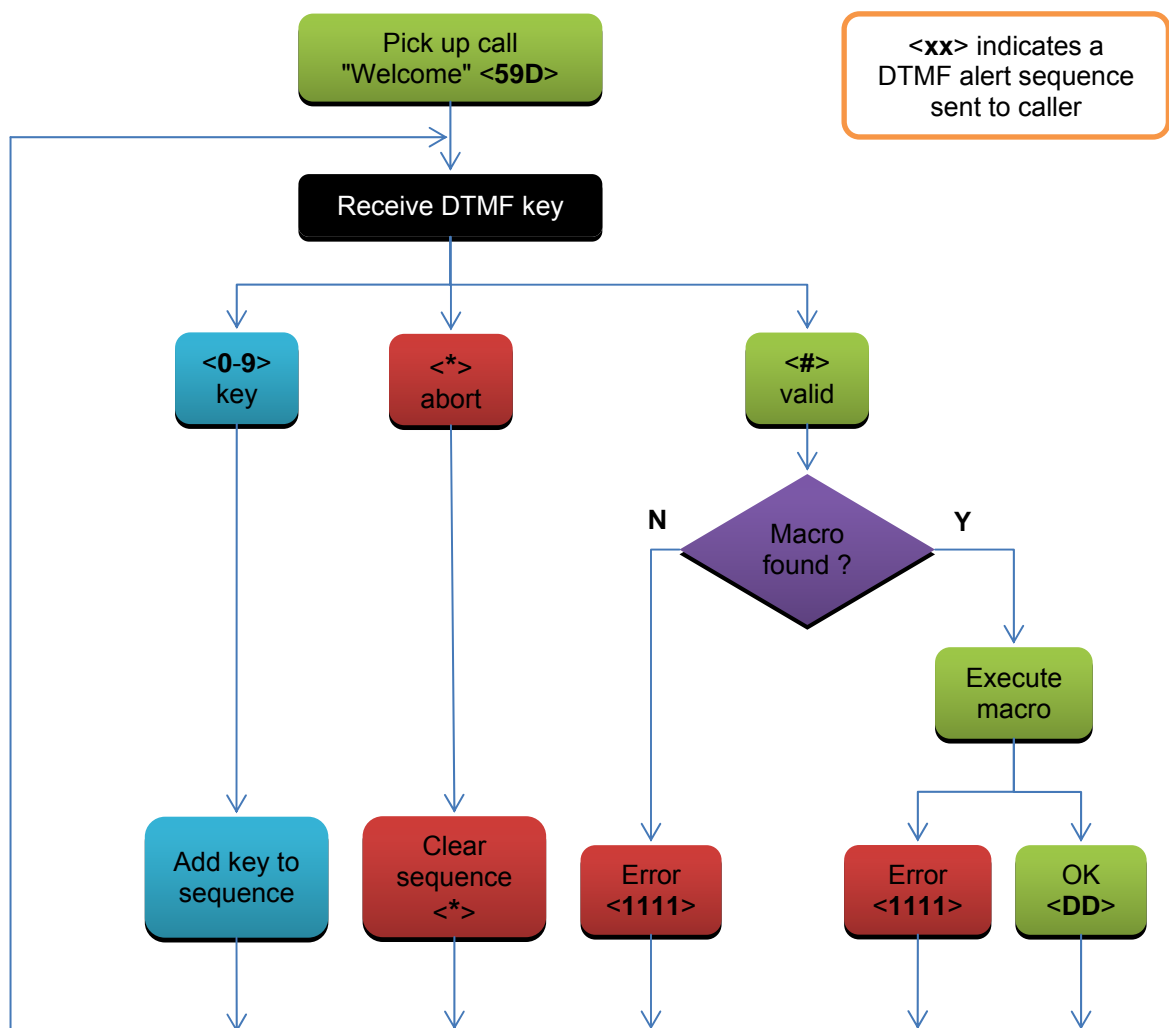 Pick up call
"Welcome" <59D>
<xx> indicates a
DTMF alert sequence
sent to caller
Receive DTMF key
<0-9>
key
<*>
abort
<#>
valid
N
Y
Macro
found ?
Execute
macro
Add key to
sequence
Clear
sequence
<*>
Error
<1111>
Error
<1111>
OK
<DD>